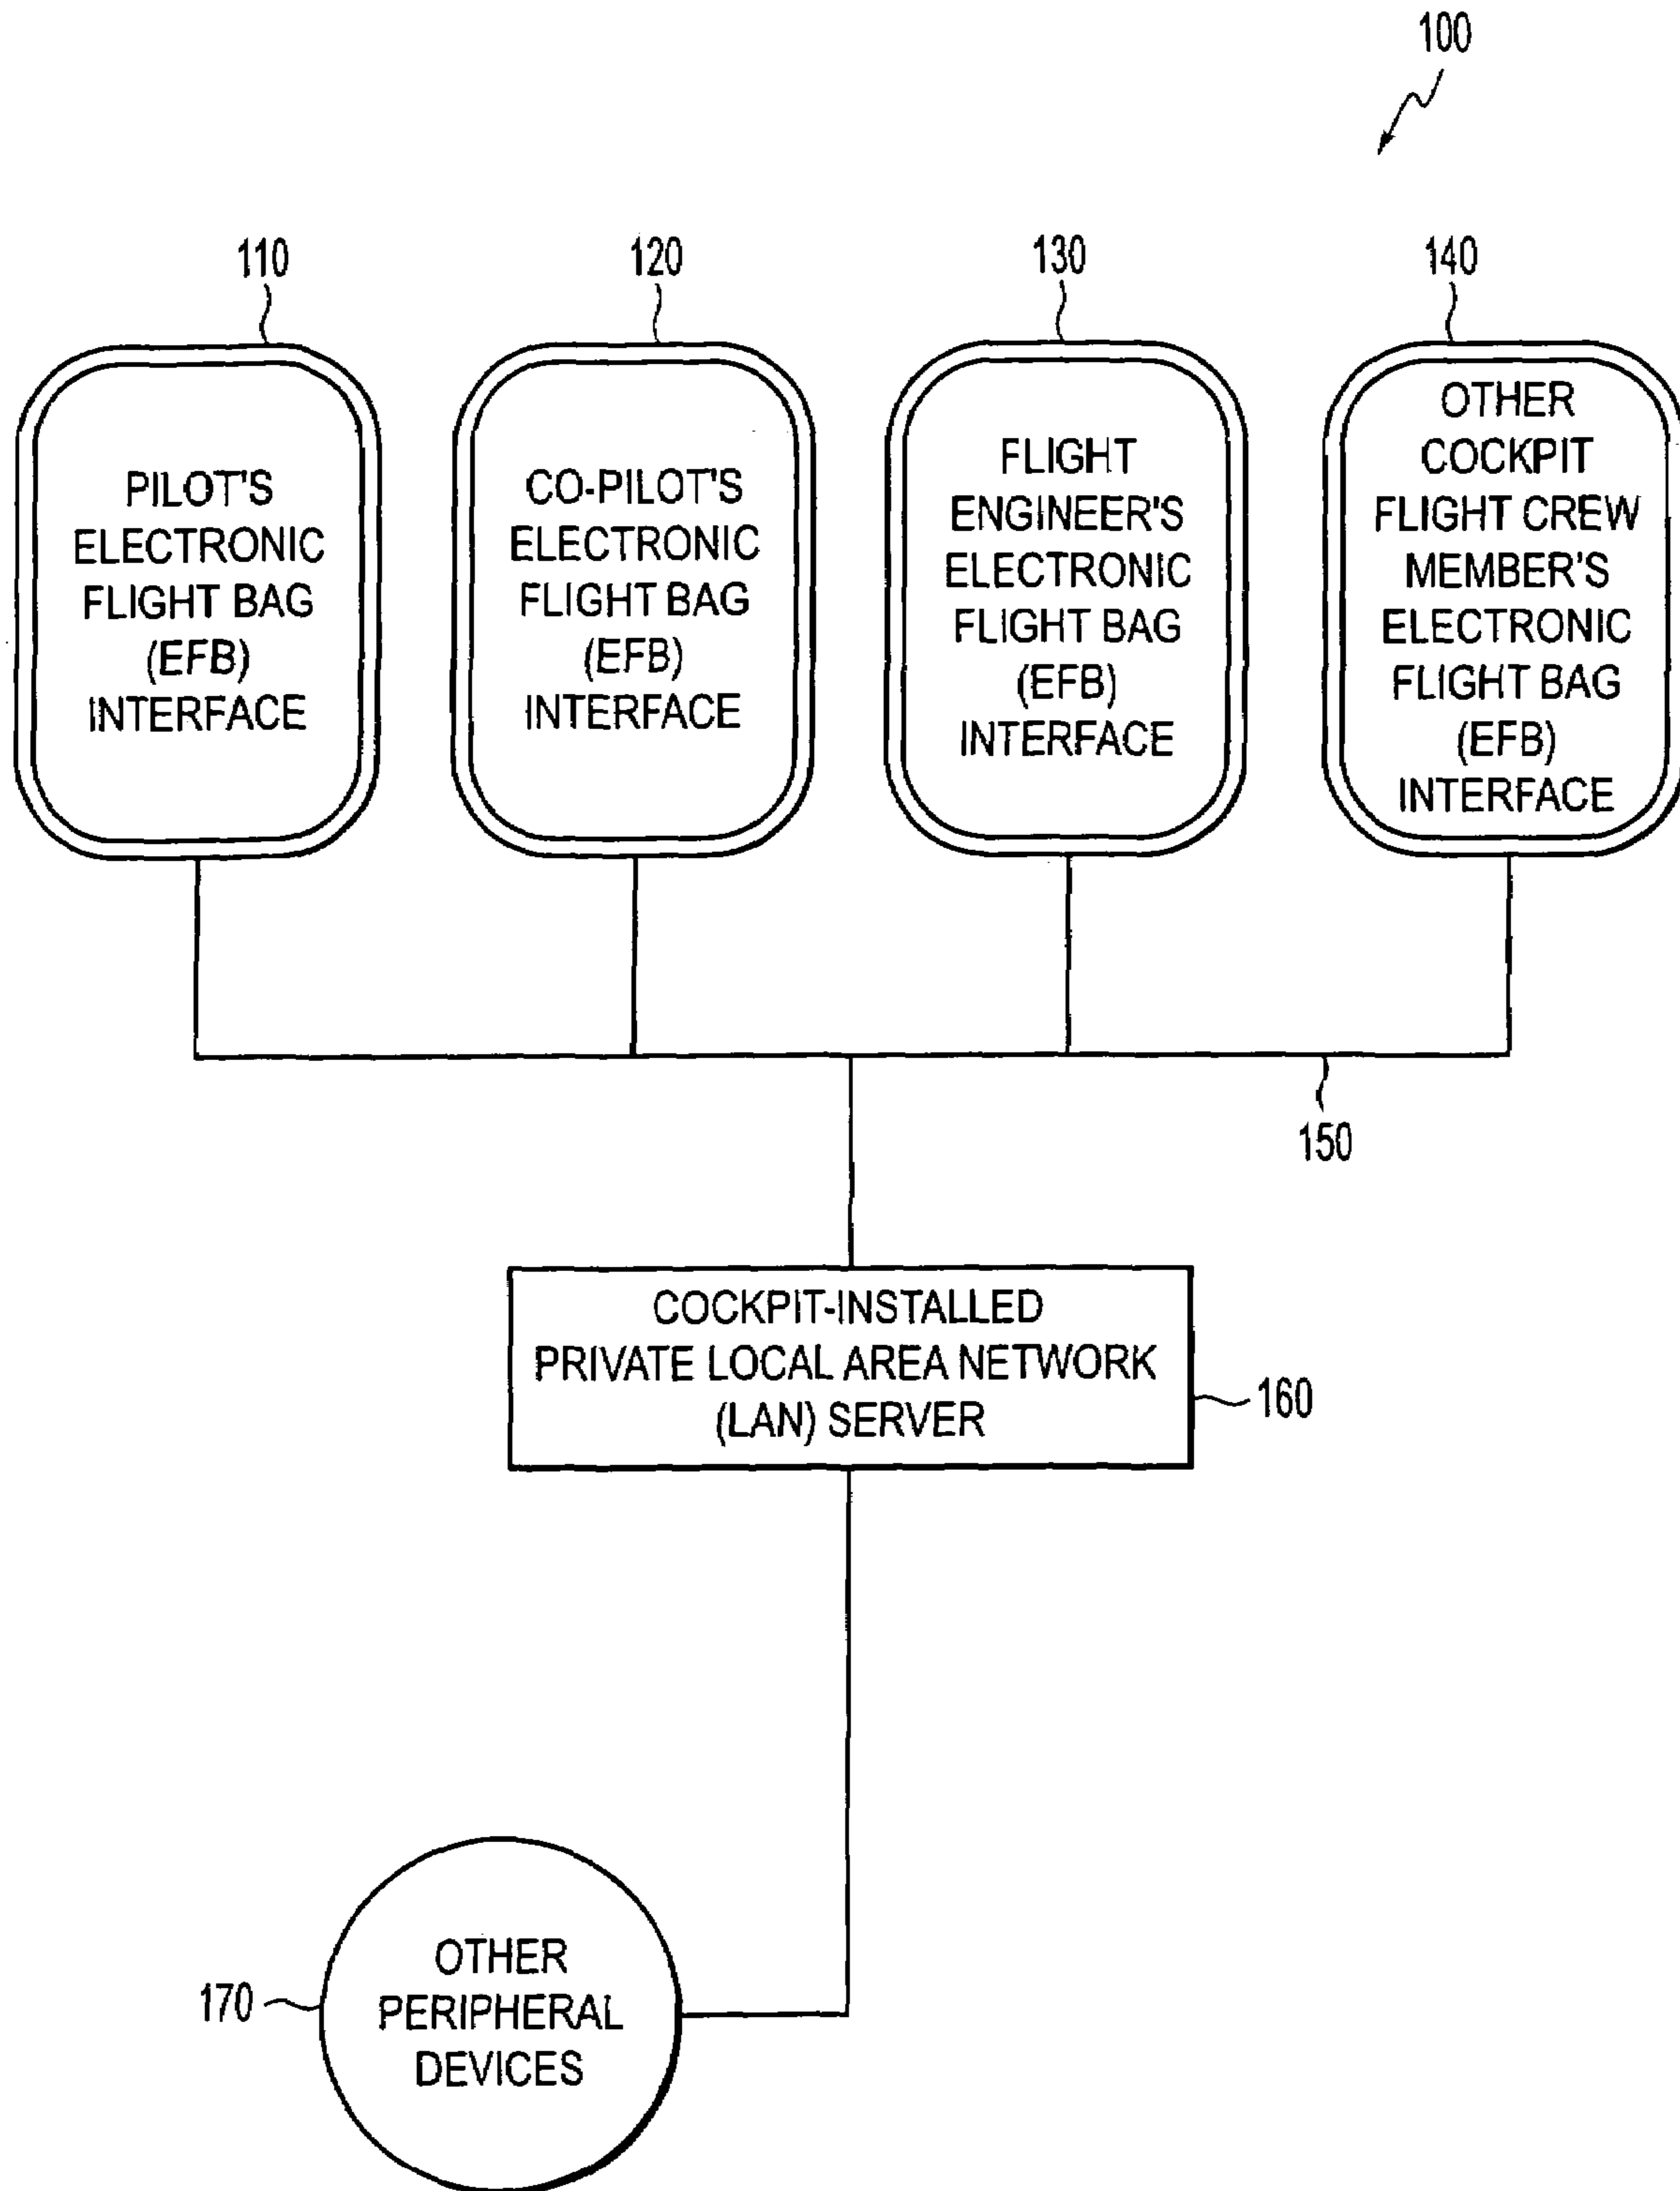 100
110
120
130
140
PILOT'S
ELECTRONIC
FLIGHT BAG
(EFB)
INTERFACE
CO-PILOT'S
ELECTRONIC
FLIGHT BAG
(EFB)
INTERFACE
FLIGHT
ENGINEER'S
ELECTRONIC
FLIGHT BAG
(EFB)
INTERFACE
OTHER
COCKPIT
FLIGHT CREW
MEMBER'S
ELECTRONIC
FLIGHT BAG
(EFB)
INTERFACE
150
COCKPIT-INSTALLED
PRIVATE LOCAL AREA NETWORK
(LAN) SERVER
160
170
OTHER
PERIPHERAL
DEVICES